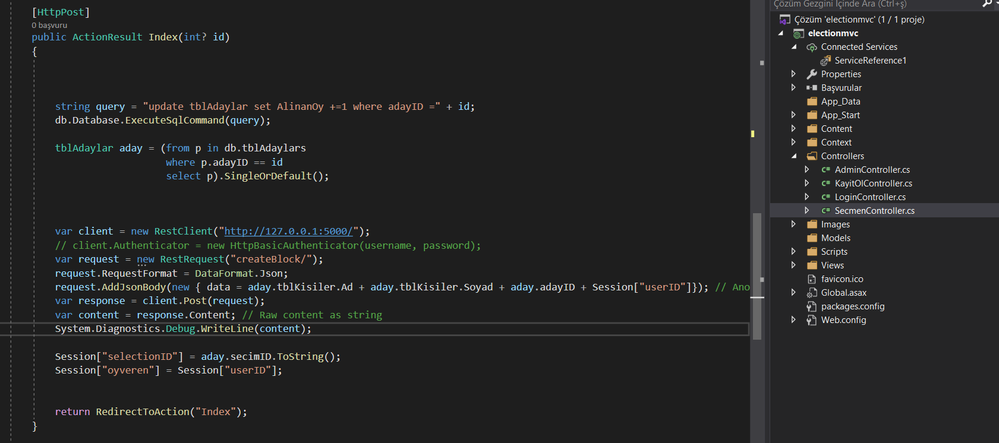 [HttpPost]
0 başvuru
public ActionResult Index(int? id)
{
string query = "update tblAdaylar set AlinanOy +=1 where adayID =" + id;
db.Database.ExecuteSqlCommand(query);
tblAdaylar aday = (from p in db.tblAdaylars
where p.adayID == id
select p).SingleOrDefault();
var client = new RestClient("http://127.0.0.1:5000/");
// client.Authenticator = new HttpBasicAuthenticator(username, password);
var request = new RestRequest("createBlock/");
request.RequestFormat = DataFormat.Json;
request.AddJsonBody(new { data = aday.tblKisiler.Ad + aday.tblKisiler.Soyad + aday.adayID + Session["userID"]}); // Ano
var response = client.Post(request);
var content = response.Content; // Raw content as string
System.Diagnostics.Debug.WriteLine(content);
Session["selectionID"] = aday.secimID.ToString();
Session["oyveren"] = Session["userID"];
return RedirectToAction("Index");
}
Çözüm Gezgini İçinde Ara (Ctrl+ş)
Çözüm 'electionmvc' (1 / 1 proje)
electionmvc
Connected Services
ServiceReference1
Properties
Başvurular
App_Data
App_Start
Content
Context
Controllers
C# AdminController.cs
C# KayitOlController.cs
C# LoginController.cs
C# SecmenController.cs
Images
Models
Scripts
Views
favicon.ico
Global.asax
packages.config
Web.config